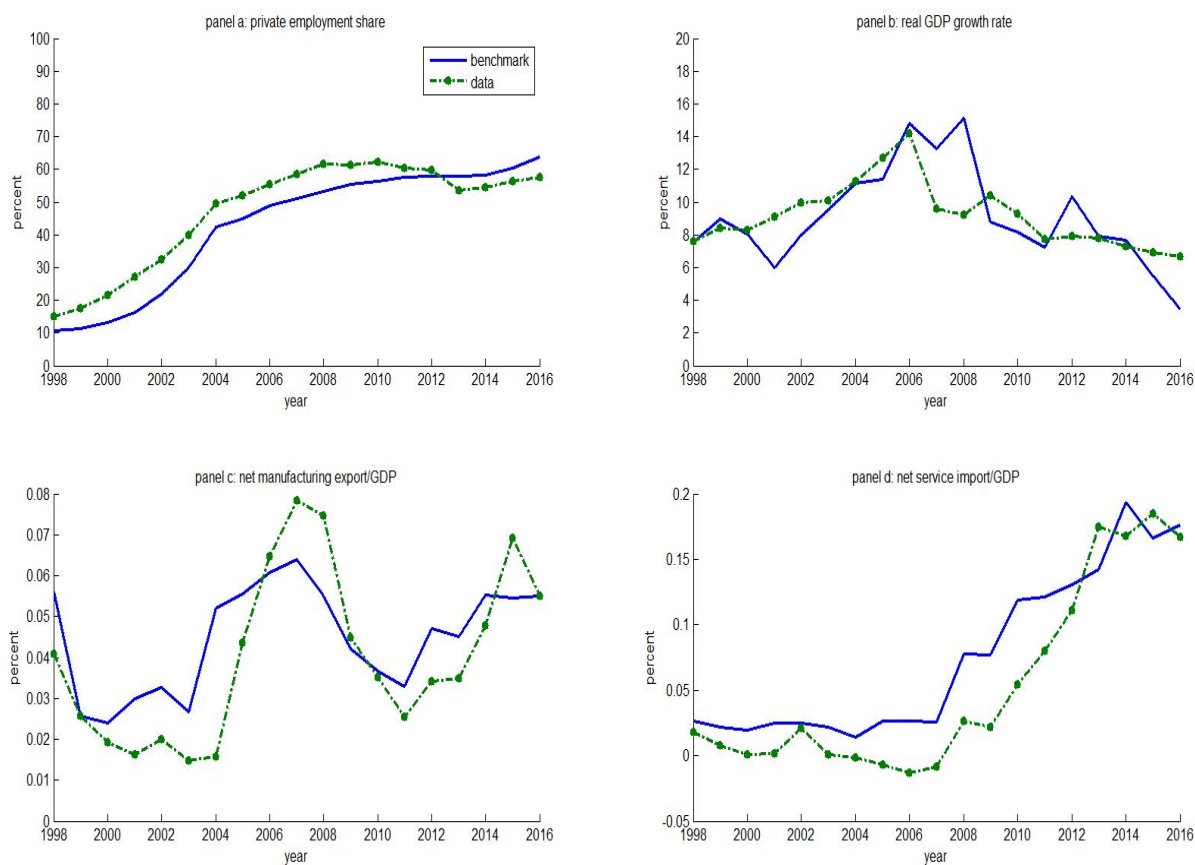 panel a: private employment share
100
90
80
70
60
50
40
30
20
10
0
percent
benchmark
data
1998 2000 2002 2004 2006 2008 2010 2012 2014 2016
year
panel b: real GDP growth rate
20
18
16
14
12
10
8
6
4
2
0
percent
1998 2000 2002 2004 2006 2008 2010 2012 2014 2016
year
panel c: net manufacturing export/GDP
0.08
0.07
0.06
0.05
0.04
0.03
0.02
0.01
0
percent
1998 2000 2002 2004 2006 2008 2010 2012 2014 2016
year
panel d: net service import/GDP
0.2
0.15
0.1
0.05
0
-0.05
percent
1998 2000 2002 2004 2006 2008 2010 2012 2014 2016
year